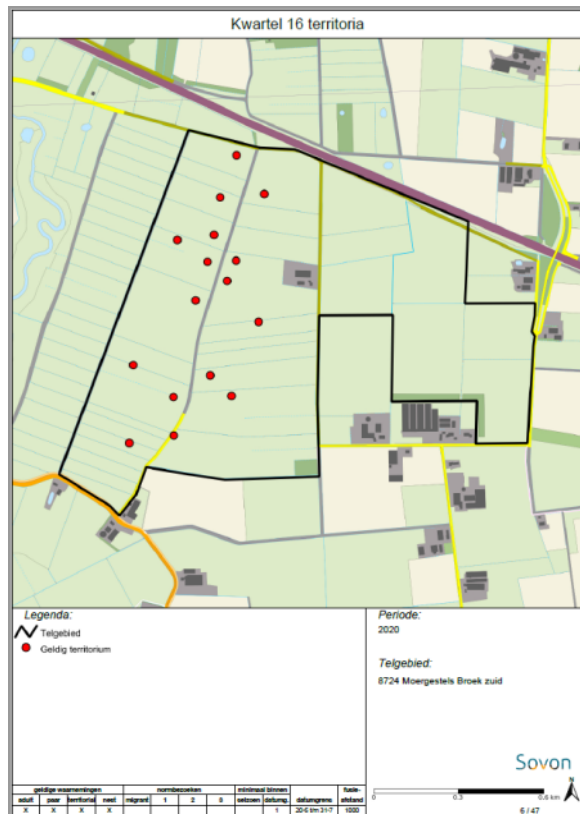 Kwartel 16 territoria
Legenda:
Telgebied
Geldig territorium
Periode:
2020
Telgebied:
8724 Moergestels Broek zuid
Sovon
0 0.3 0.6 km
6 / 47
geldige waarnemingen normbezoeken minimaal binnen fusie-
adult paar territoriaal nest migrant 1 2 3 seizoen datumg. datumgrens afstand
X X X X 1 20-5 t/m 31-7 1000